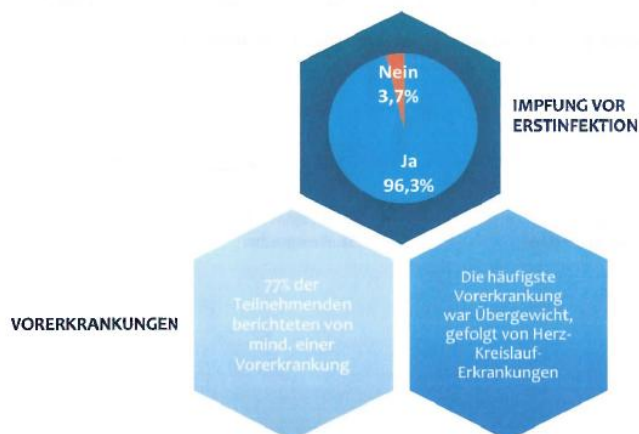 Nein
3,7%
IMPFUNG VOR
ERSTINFEKTION
Ja
96,3%
VORERKRANKUNGEN
77% der
Teilnehmenden
berichteten von
mind. einer
Vorerkrankung
Die häufigste
Vorerkrankung
war Übergewicht,
gefolgt von Herz-
Kreislauf-
Erkrankungen